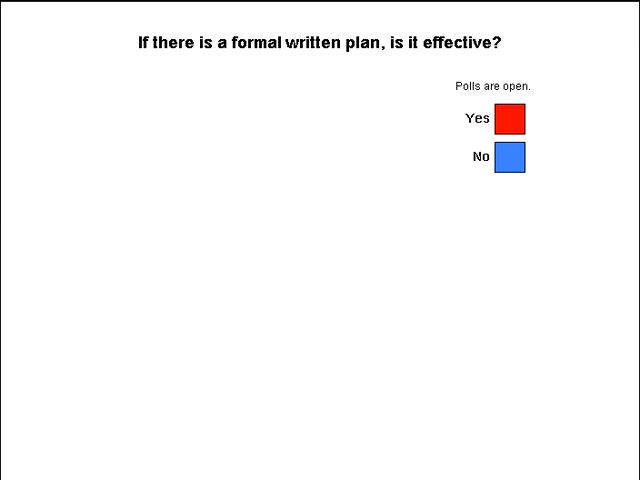 If there is a formal written plan, is it effective?
Polls are open.
Yes
No